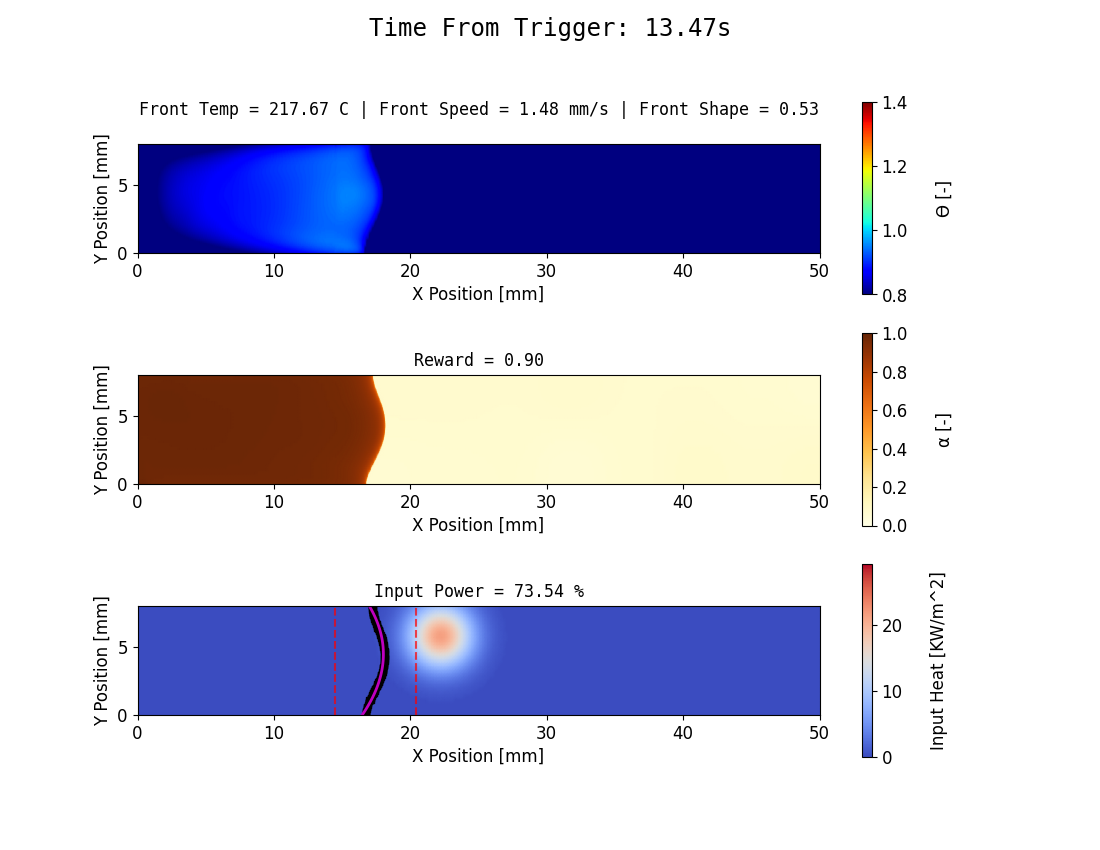 Time From Trigger: 13.47s
Front Temp = 217.67 C | Front Speed = 1.48 mm/s | Front Shape = 0.53
Y Position [mm]
5
0
0 10 20 30 40 50
X Position [mm]
1.4
1.2
1.0
0.8
Θ [-]
Reward = 0.90
Y Position [mm]
5
0
0 10 20 30 40 50
X Position [mm]
1.0
0.8
0.6
0.4
0.2
0.0
α [-]
Input Power = 73.54 %
Y Position [mm]
5
0
0 10 20 30 40 50
X Position [mm]
20
10
0
Input Heat [KW/m^2]